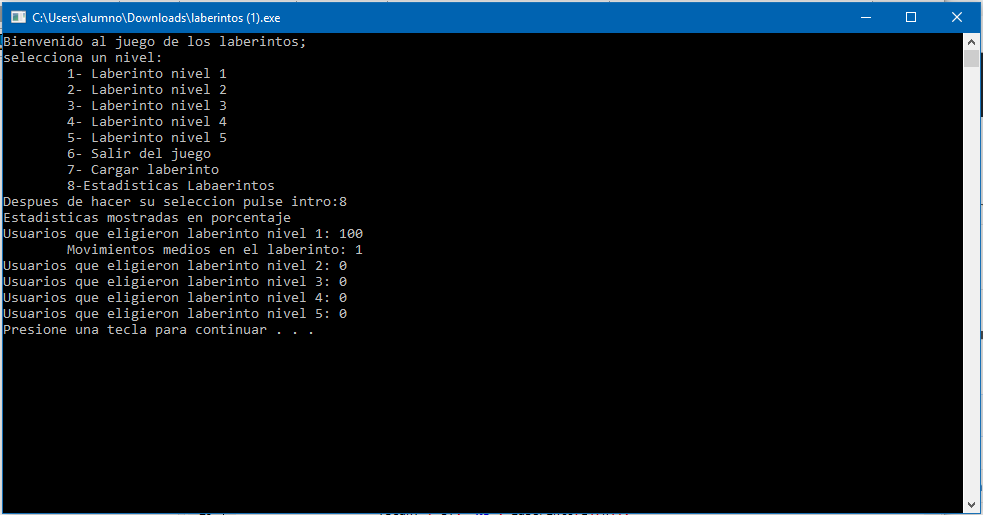 C:\Users\alumno\Downloads\laberintos (1).exe
Bienvenido al juego de los laberintos;
selecciona un nivel:
1- Laberinto nivel 1
2- Laberinto nivel 2
3- Laberinto nivel 3
4- Laberinto nivel 4
5- Laberinto nivel 5
6- Salir del juego
7- Cargar laberinto
8-Estadisticas Labaerintos
Despues de hacer su seleccion pulse intro:8
Estadisticas mostradas en porcentaje
Usuarios que eligieron laberinto nivel 1: 100
Movimientos medios en el laberinto: 1
Usuarios que eligieron laberinto nivel 2: 0
Usuarios que eligieron laberinto nivel 3: 0
Usuarios que eligieron laberinto nivel 4: 0
Usuarios que eligieron laberinto nivel 5: 0
Presione una tecla para continuar . . .